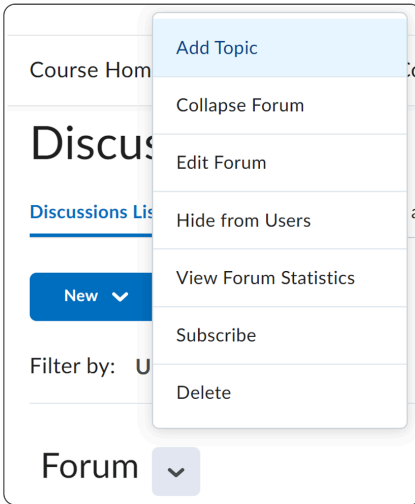 Add Topic
Course Hom
Collapse Forum
Discus
Edit Forum
Discussions Lis
Hide from Users
New
View Forum Statistics
Subscribe
Filter by: U
Delete
Forum